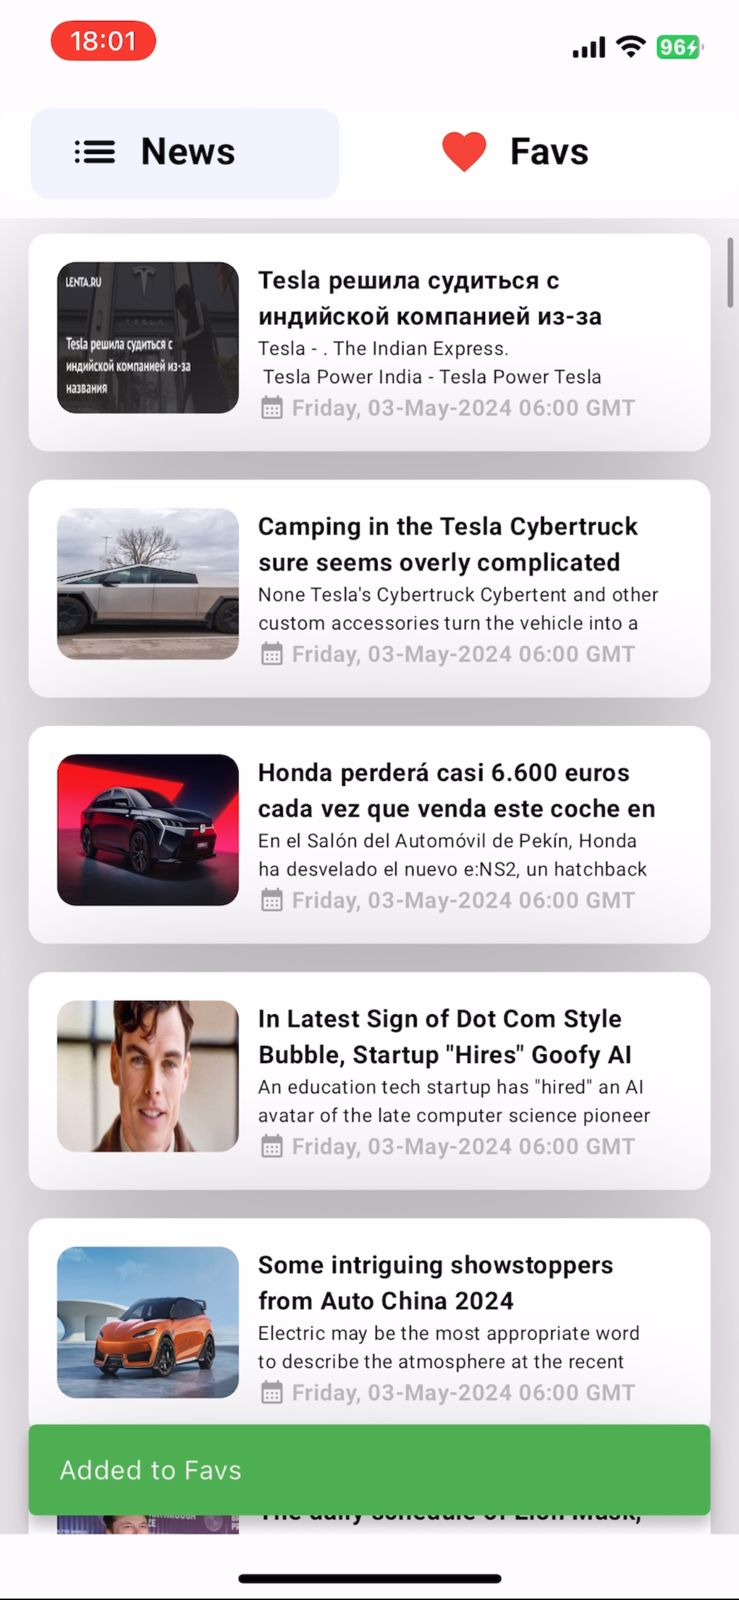 18:01
96
News
Favs
LENTA.RU
Tesla решила судиться с
индийской компанией из-за
названия
Tesla решила судиться с
индийской компанией из-за
Tesla - . The Indian Express.
Tesla Power India - Tesla Power Tesla
Friday, 03-May-2024 06:00 GMT
Camping in the Tesla Cybertruck
sure seems overly complicated
None Tesla's Cybertruck Cybertent and other
custom accessories turn the vehicle into a
Friday, 03-May-2024 06:00 GMT
Honda perderá casi 6.600 euros
cada vez que venda este coche en
En el Salón del Automóvil de Pekín, Honda
ha desvelado el nuevo e:NS2, un hatchback
Friday, 03-May-2024 06:00 GMT
In Latest Sign of Dot Com Style
Bubble, Startup "Hires" Goofy AI
An education tech startup has "hired" an AI
avatar of the late computer science pioneer
Friday, 03-May-2024 06:00 GMT
Some intriguing showstoppers
from Auto China 2024
Electric may be the most appropriate word
to describe the atmosphere at the recent
Friday, 03-May-2024 06:00 GMT
Added to Favs
The daily schedule of Elon Musk,